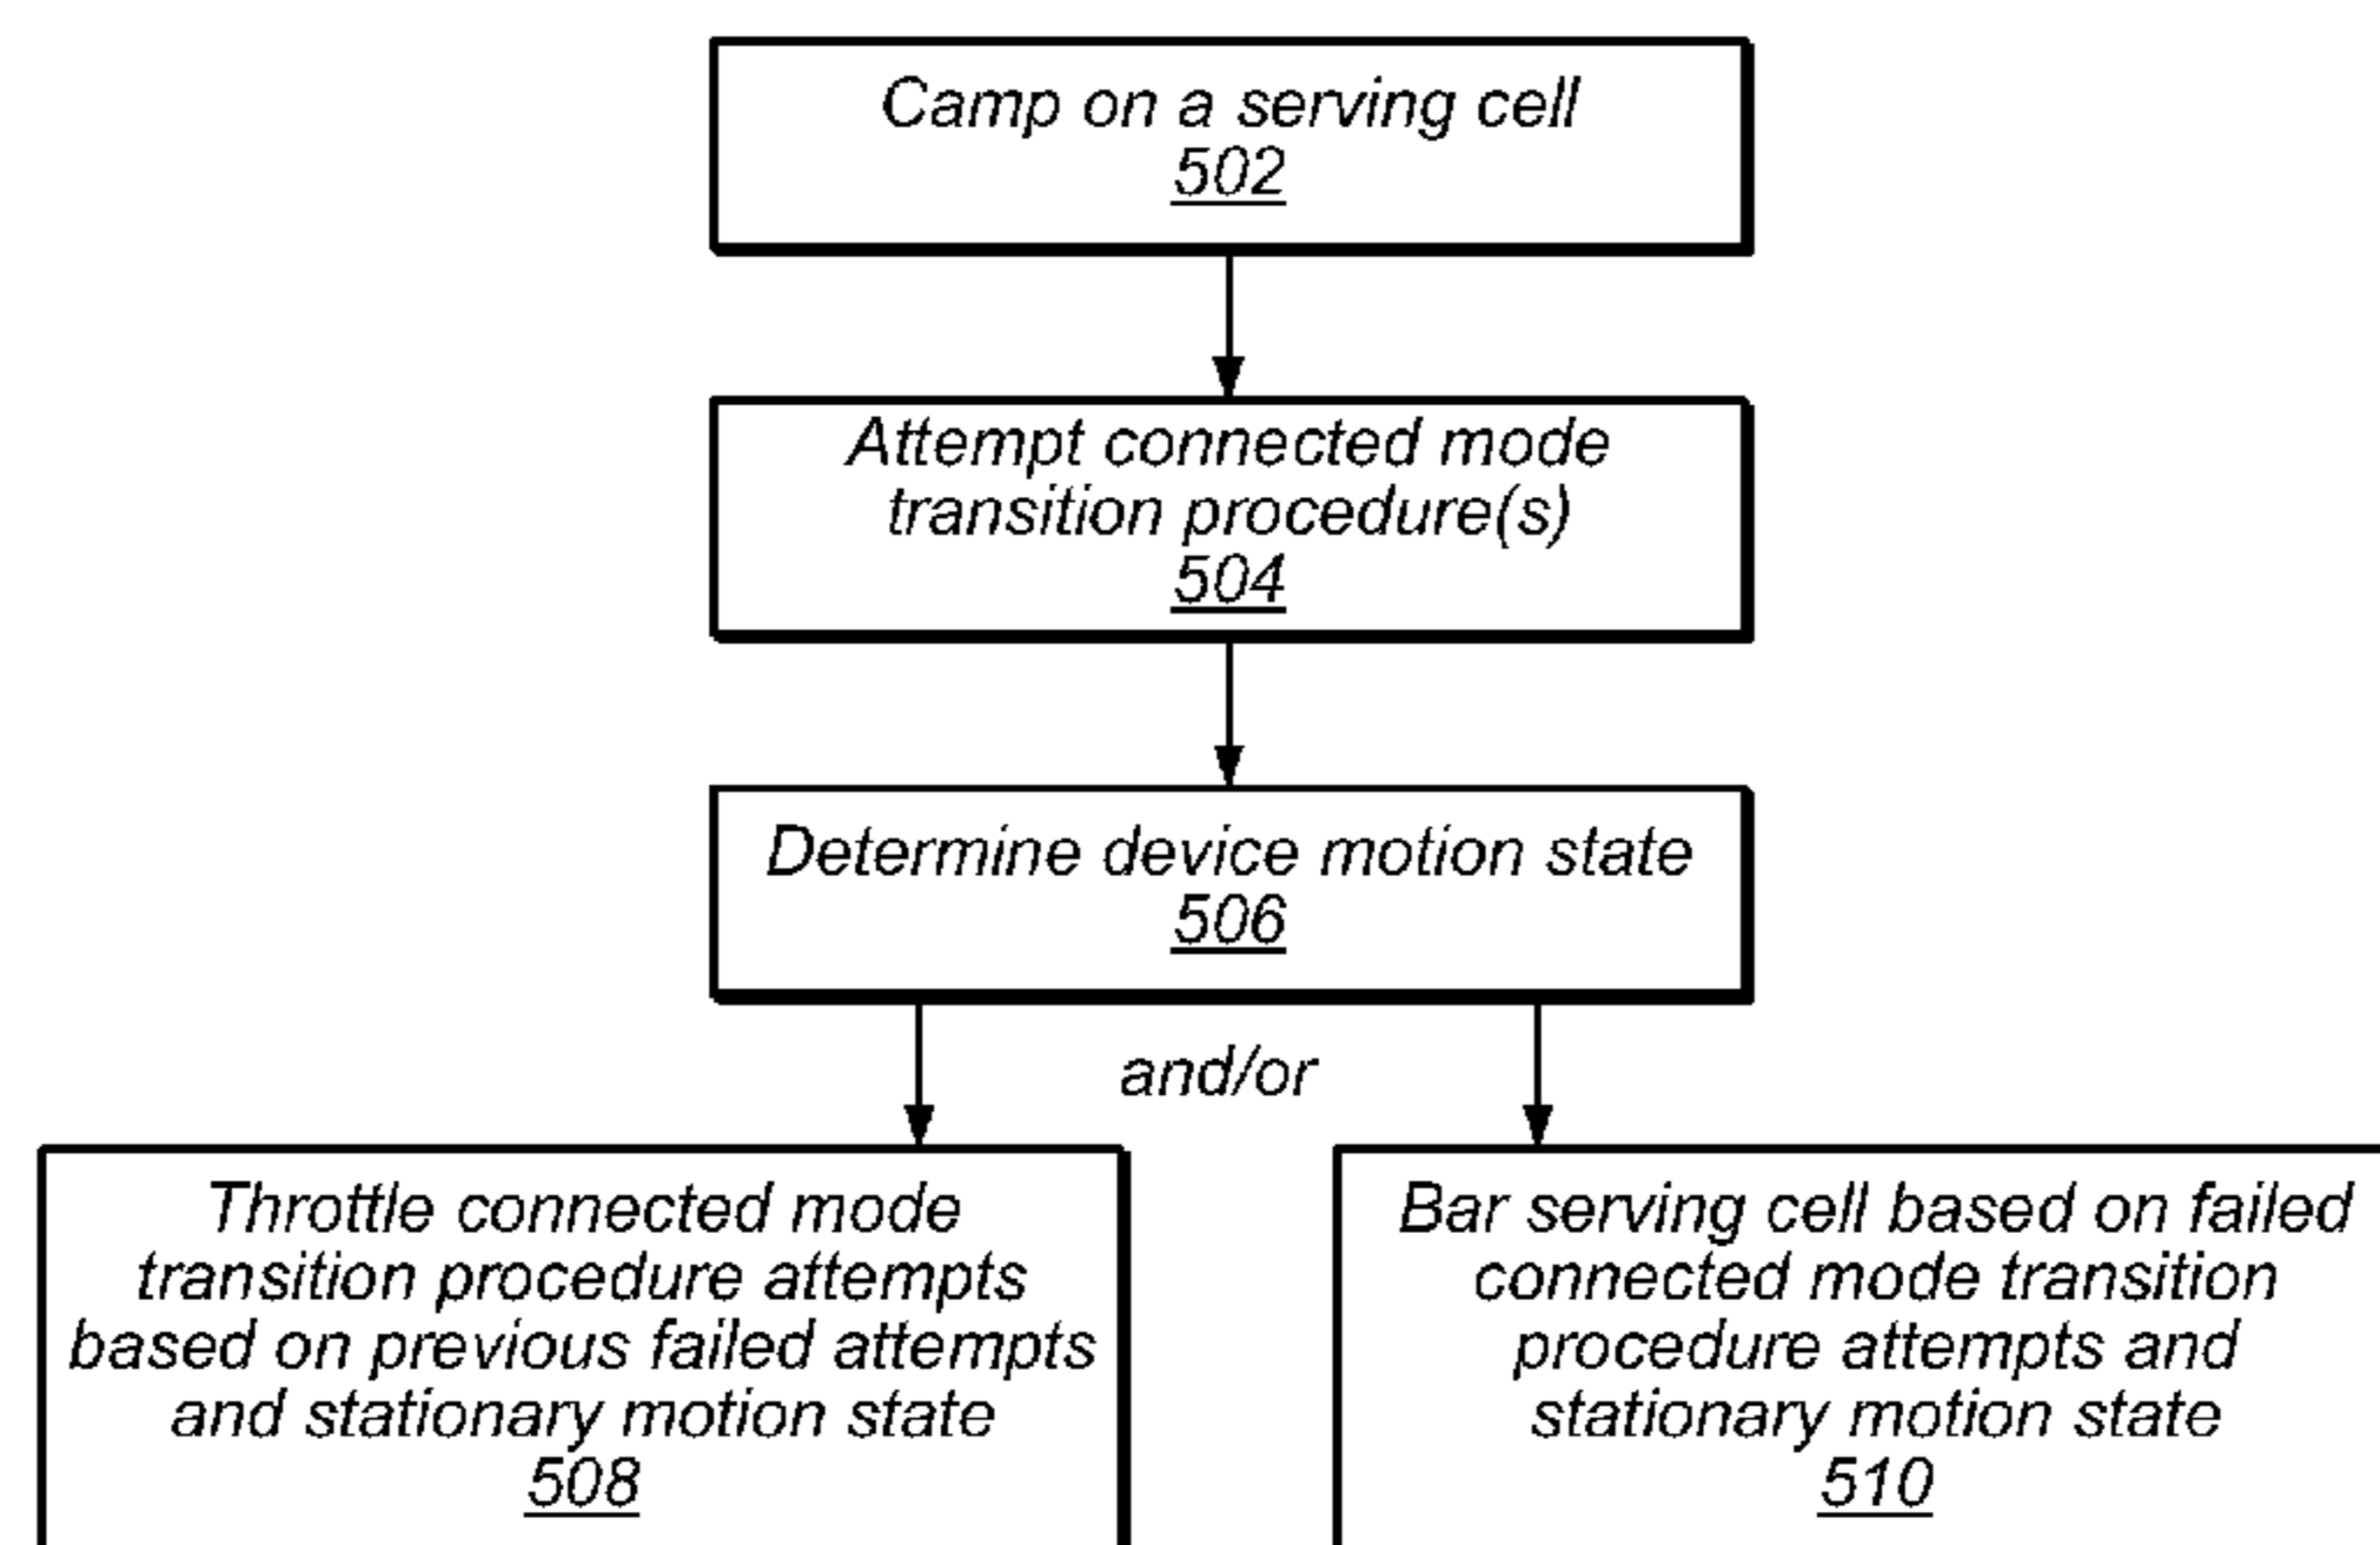 Camp on a serving cell
502
Attempt connected mode
transition procedure(s)
504
Determine device motion state
506
and/or
Throttle connected mode
transition procedure attempts
based on previous failed attempts
and stationary motion state
508
Bar serving cell based on failed
connected mode transition
procedure attempts and
stationary motion state
510